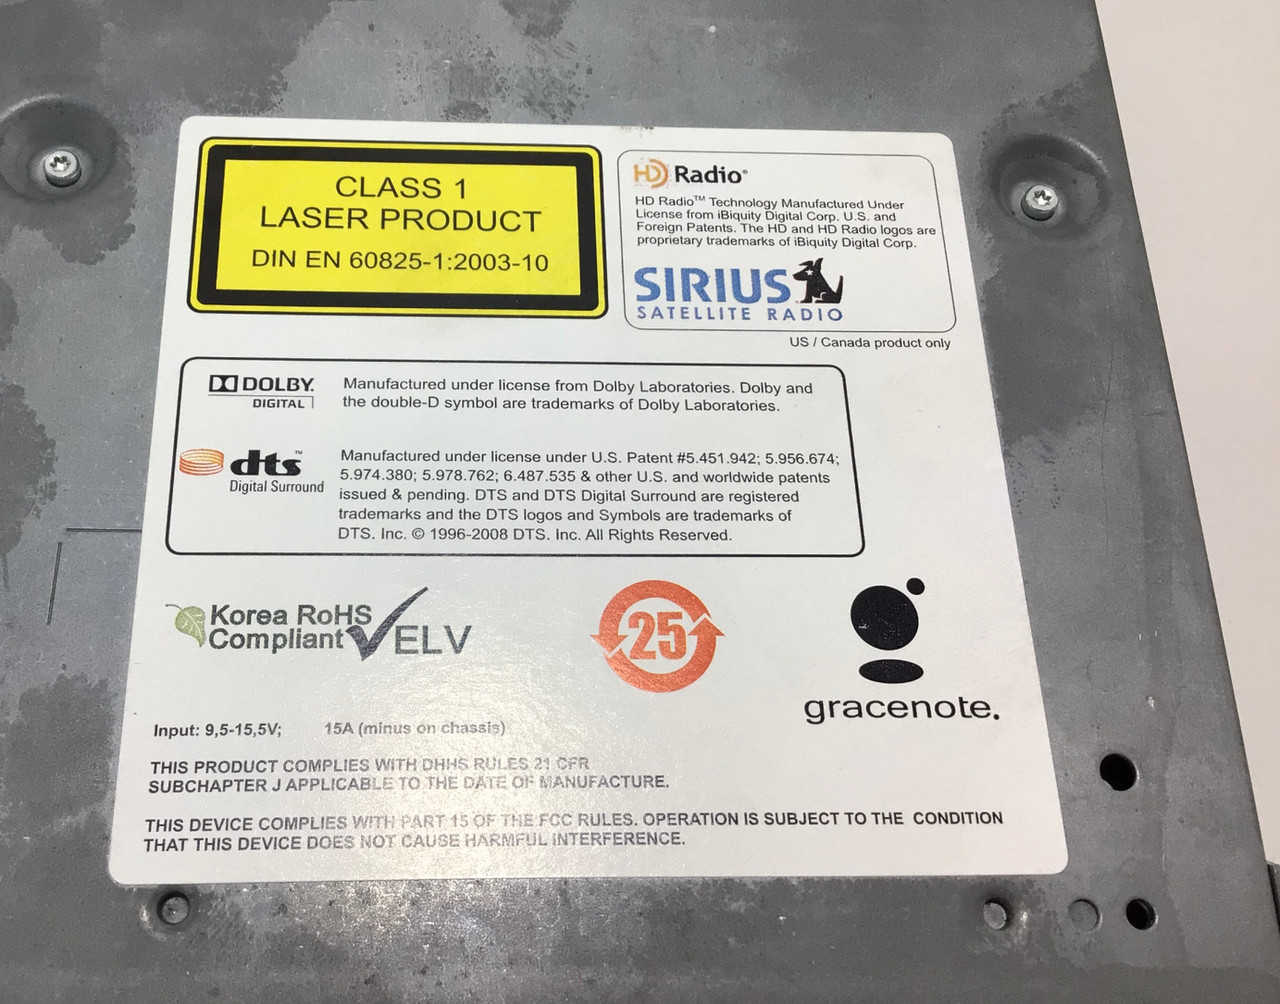 CLASS 1
LASER PRODUCT
DIN EN 60825-1:2003-10
HD Radio®
HD Radio™ Technology Manufactured Under
License from iBiquity Digital Corp. U.S. and
Foreign Patents. The HD and HD Radio logos are
proprietary trademarks of iBiquity Digital Corp.
SIRIUS
SATELLITE RADIO
US / Canada product only
DOLBY.
DIGITAL
Manufactured under license from Dolby Laboratories. Dolby and
the double-D symbol are trademarks of Dolby Laboratories.
dts™
Digital Surround
Manufactured under license under U.S. Patent #5.451.942; 5.956.674;
5.974.380; 5.978.762; 6.487.535 & other U.S. and worldwide patents
issued & pending. DTS and DTS Digital Surround are registered
trademarks and the DTS logos and Symbols are trademarks of
DTS. Inc. © 1996-2008 DTS. Inc. All Rights Reserved.
Korea RoHS
Compliant
ELV
25
gracenote.
Input: 9,5-15,5V; 15A (minus on chassis)
THIS PRODUCT COMPLIES WITH DHHS RULES 21 CFR
SUBCHAPTER J APPLICABLE TO THE DATE OF MANUFACTURE.
THIS DEVICE COMPLIES WITH PART 15 OF THE FCC RULES. OPERATION IS SUBJECT TO THE CONDITION
THAT THIS DEVICE DOES NOT CAUSE HARMFUL INTERFERENCE.